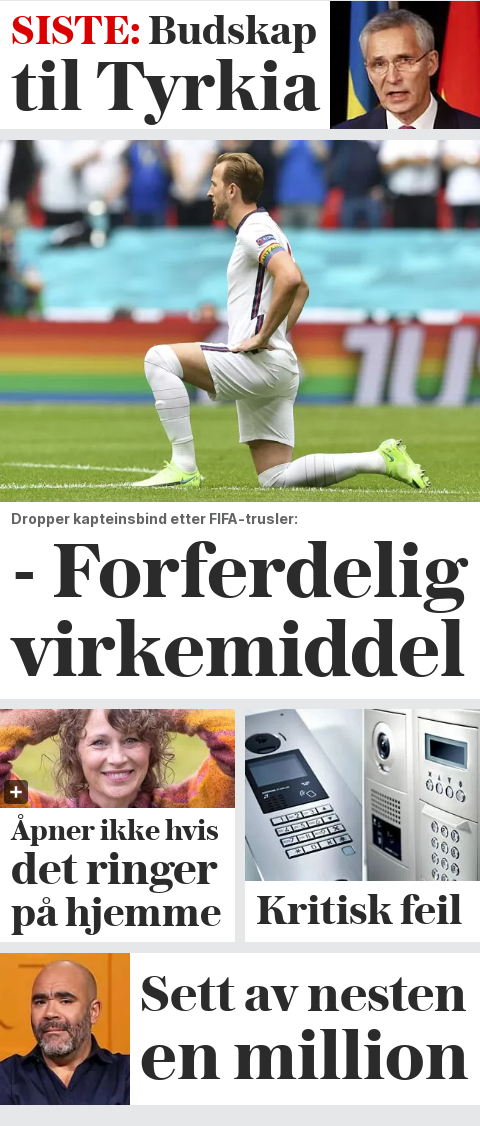 SISTE: Budskap
til Tyrkia
Dropper kapteinsbind etter FIFA-trusler:
- Forferdelig
virkemiddel
Åpner ikke hvis
det ringer
på hjemme
Kritisk feil
Sett av nesten
en million